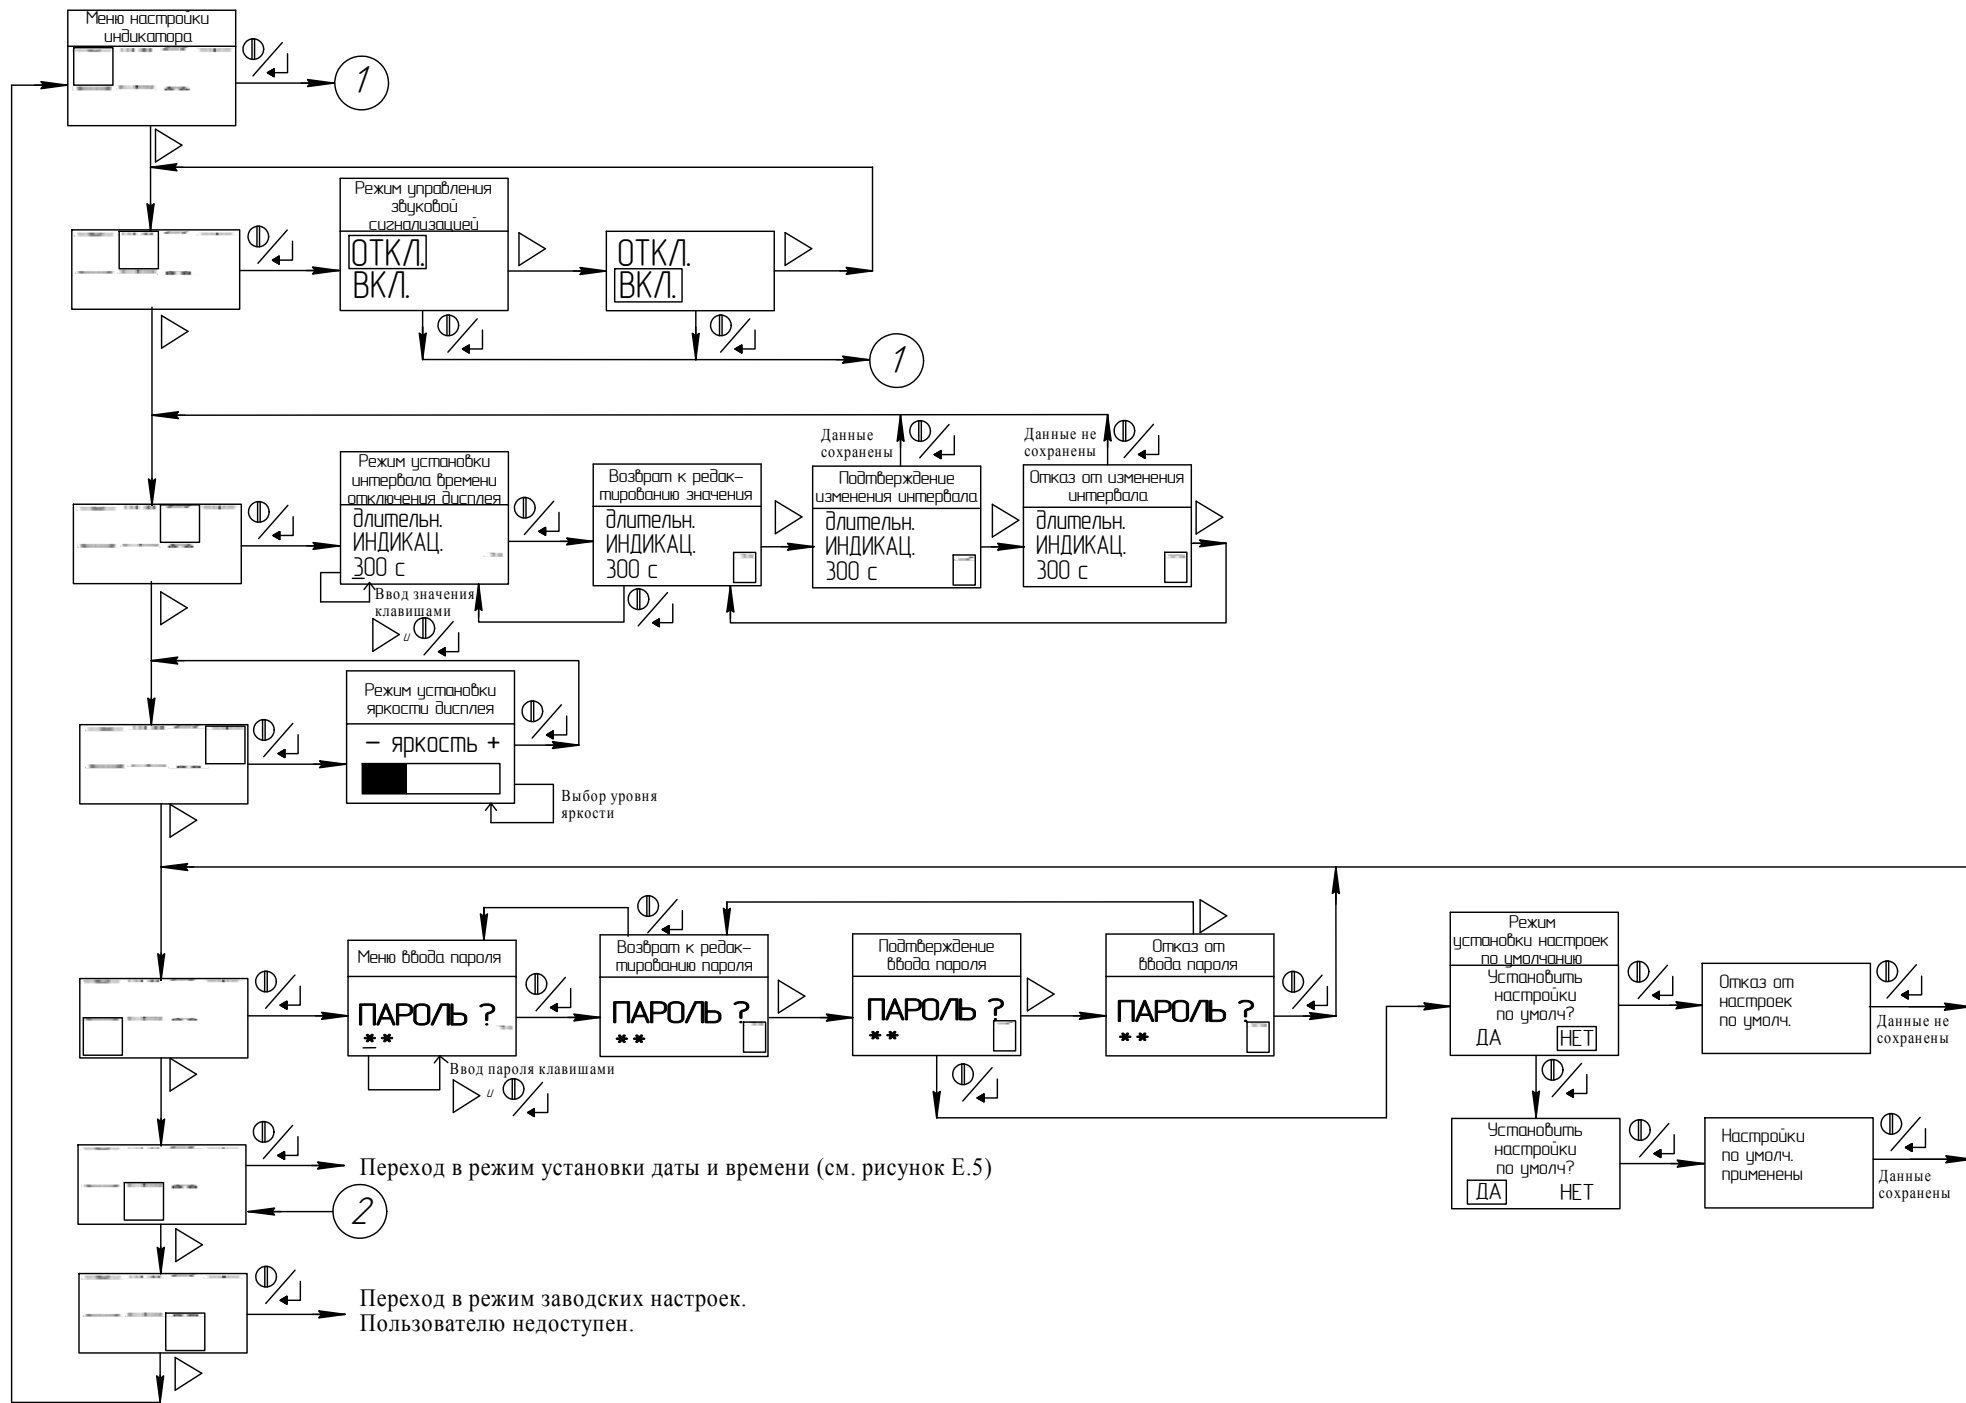 Меню настройки
индикатора
1
Режим управления
звуковой
сигнализацией
ОТКЛ.
ВКЛ.
ОТКЛ.
ВКЛ.
1
Данные
сохранены
Данные не
сохранены
Режим установки
интервала времени
отключения дисплея
длительн.
ИНДИКАЦ.
300 с
Возврат к редак-
тированию значения
длительн.
ИНДИКАЦ.
300 с
Подтверждение
изменения интервала
длительн.
ИНДИКАЦ.
300 с
Отказ от изменения
интервала
длительн.
ИНДИКАЦ.
300 с
Ввод значения
клавишами
и
Режим установки
яркости дисплея
- яркость +
Выбор уровня
яркости
Меню ввода пароля
ПАРОЛЬ ?
**
Возврат к редак-
тированию пароля
ПАРОЛЬ ?
**
Подтверждение
ввода пароля
ПАРОЛЬ ?
**
Отказ от
ввода пароля
ПАРОЛЬ ?
**
Ввод пароля клавишами
и
Режим
установки настроек
по умолчанию
Установить
настройки
по умолч?
ДА НЕТ
Отказ от
настроек
по умолч.
Данные не
сохранены
Установить
настройки
по умолч?
ДА НЕТ
Настройки
по умолч.
применены
Данные
сохранены
Переход в режим установки даты и времени (см. рисунок Е.5)
2
Переход в режим заводских настроек.
Пользователю недоступен.